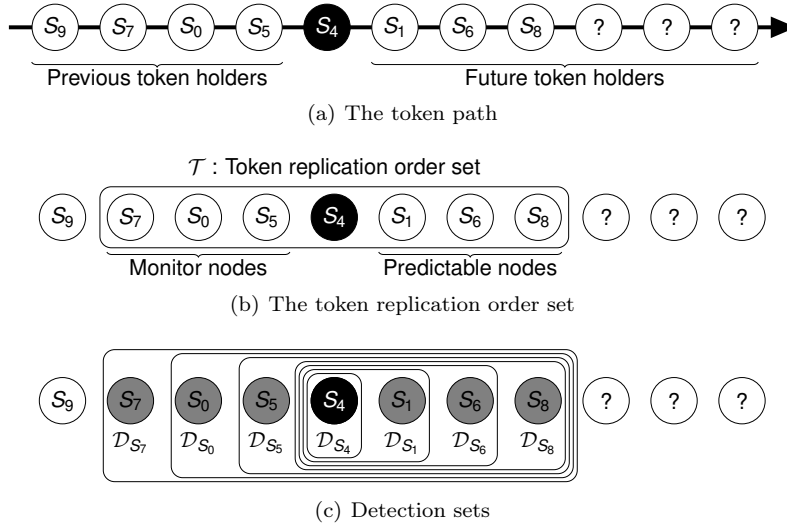 S9 S7 S0 S5 S4 S1 S6 S8 ? ? ?
Previous token holders Future token holders
(a) The token path
𝒯 : Token replication order set
S9 S7 S0 S5 S4 S1 S6 S8 ? ? ?
Monitor nodes Predictable nodes
(b) The token replication order set
S9 S7 S0 S5 S4 S1 S6 S8 ? ? ?
𝒟S7 𝒟S0 𝒟S5 𝒟S4 𝒟S1 𝒟S6 𝒟S8
(c) Detection sets